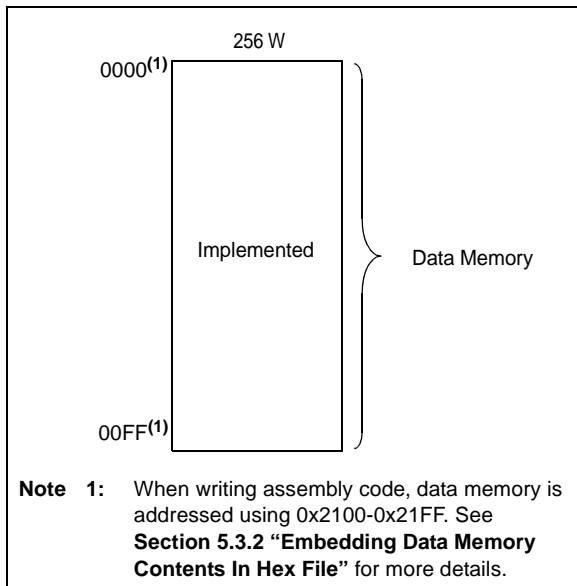 256 W
0000(1)
Implemented
Data Memory
00FF(1)
Note 1: When writing assembly code, data memory is
addressed using 0x2100-0x21FF. See
Section 5.3.2 “Embedding Data Memory
Contents In Hex File” for more details.